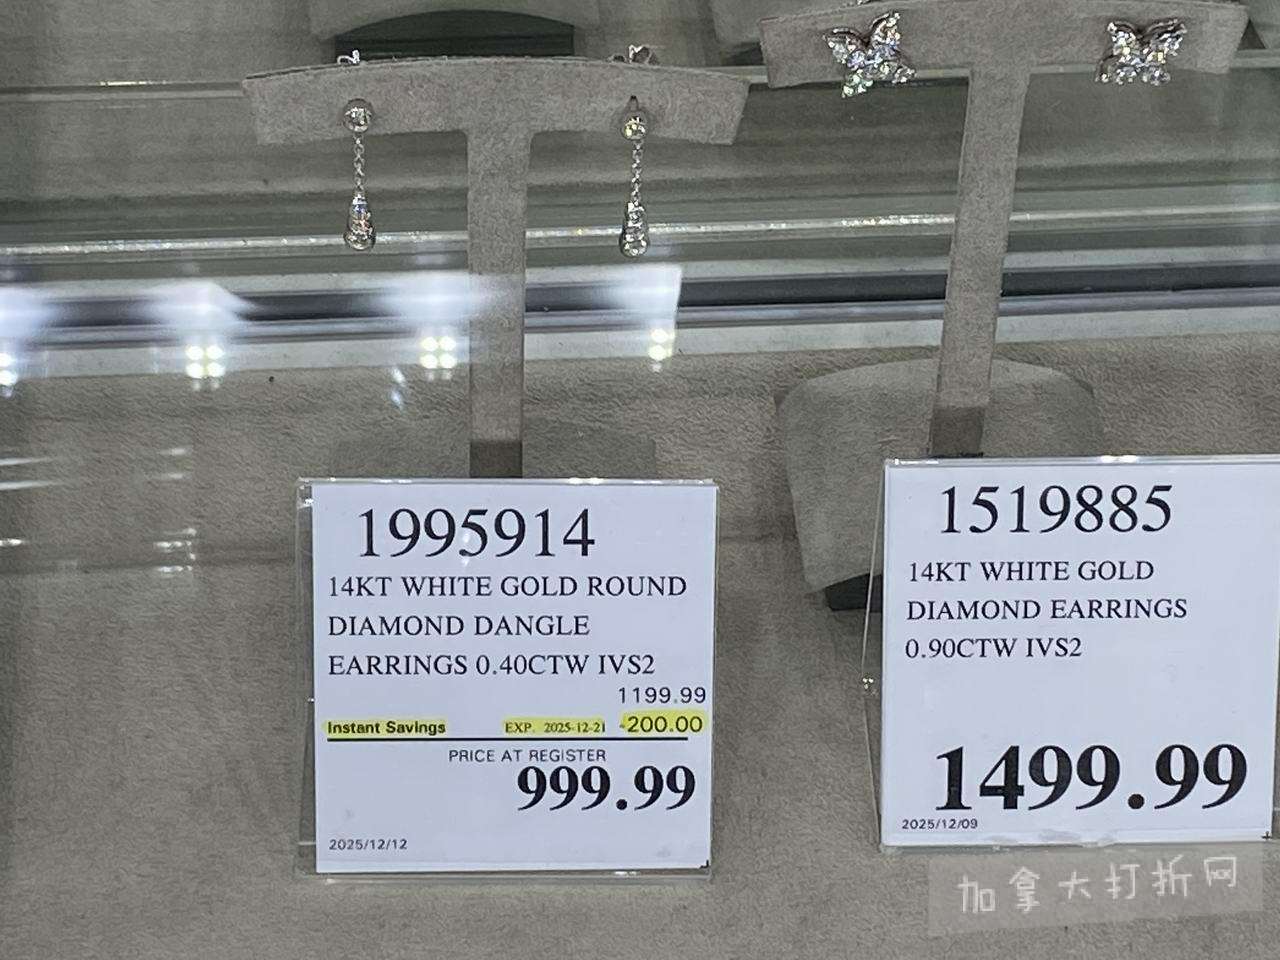 1995914
14KT WHITE GOLD ROUND
DIAMOND DANGLE
EARRINGS 0.40CTW IVS2
1199.99
Instant Savings EXP. 2025-12-21 -200.00
PRICE AT REGISTER
999.99
2025/12/12
1519885
14KT WHITE GOLD
DIAMOND EARRINGS
0.90CTW IVS2
1499.99
2025/12/09
加拿大打折网